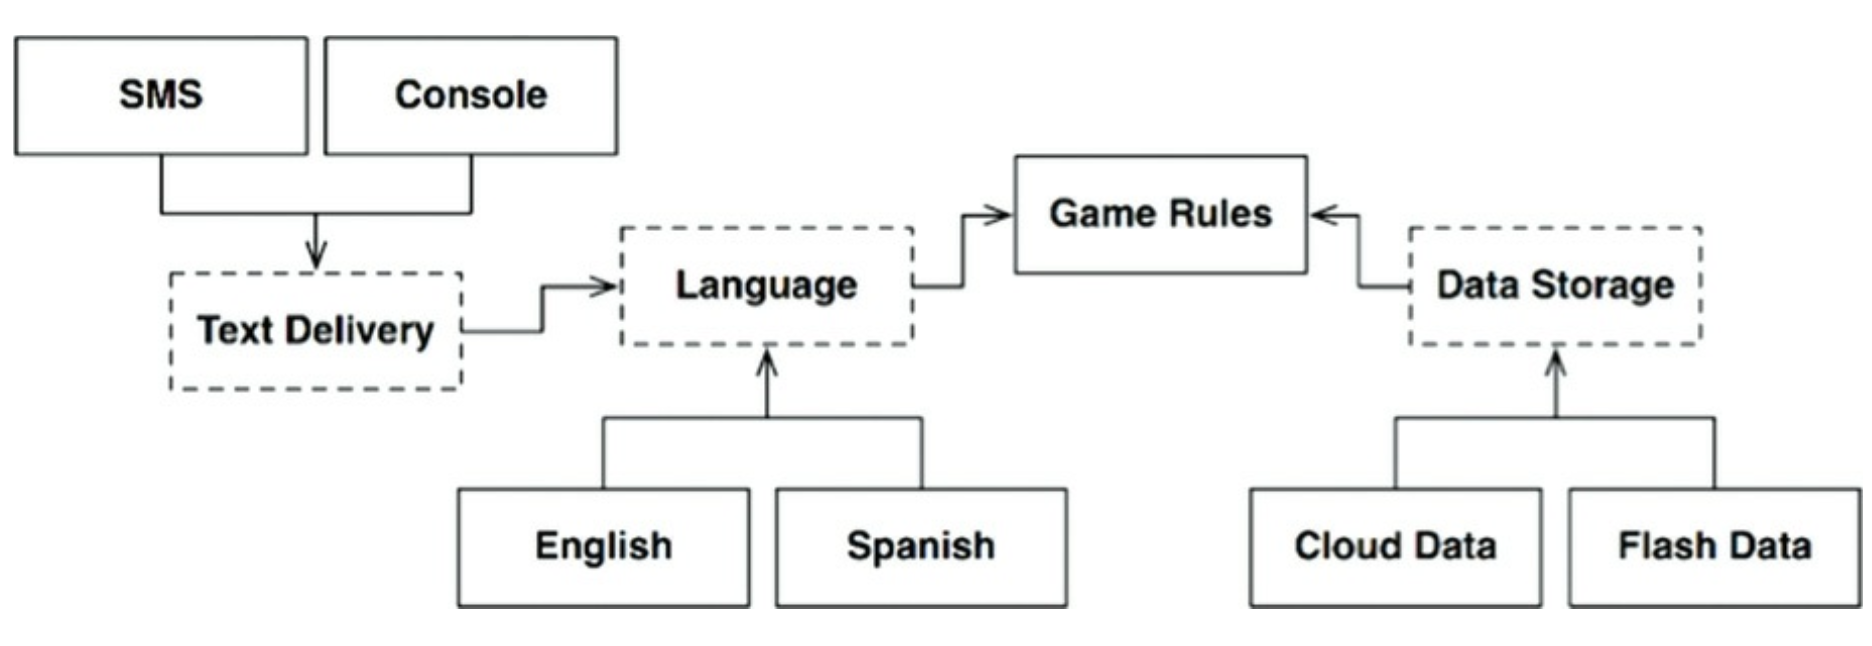 SMS
Console
Game Rules
Language
Data Storage
Text Delivery
English
Spanish
Cloud Data
Flash Data